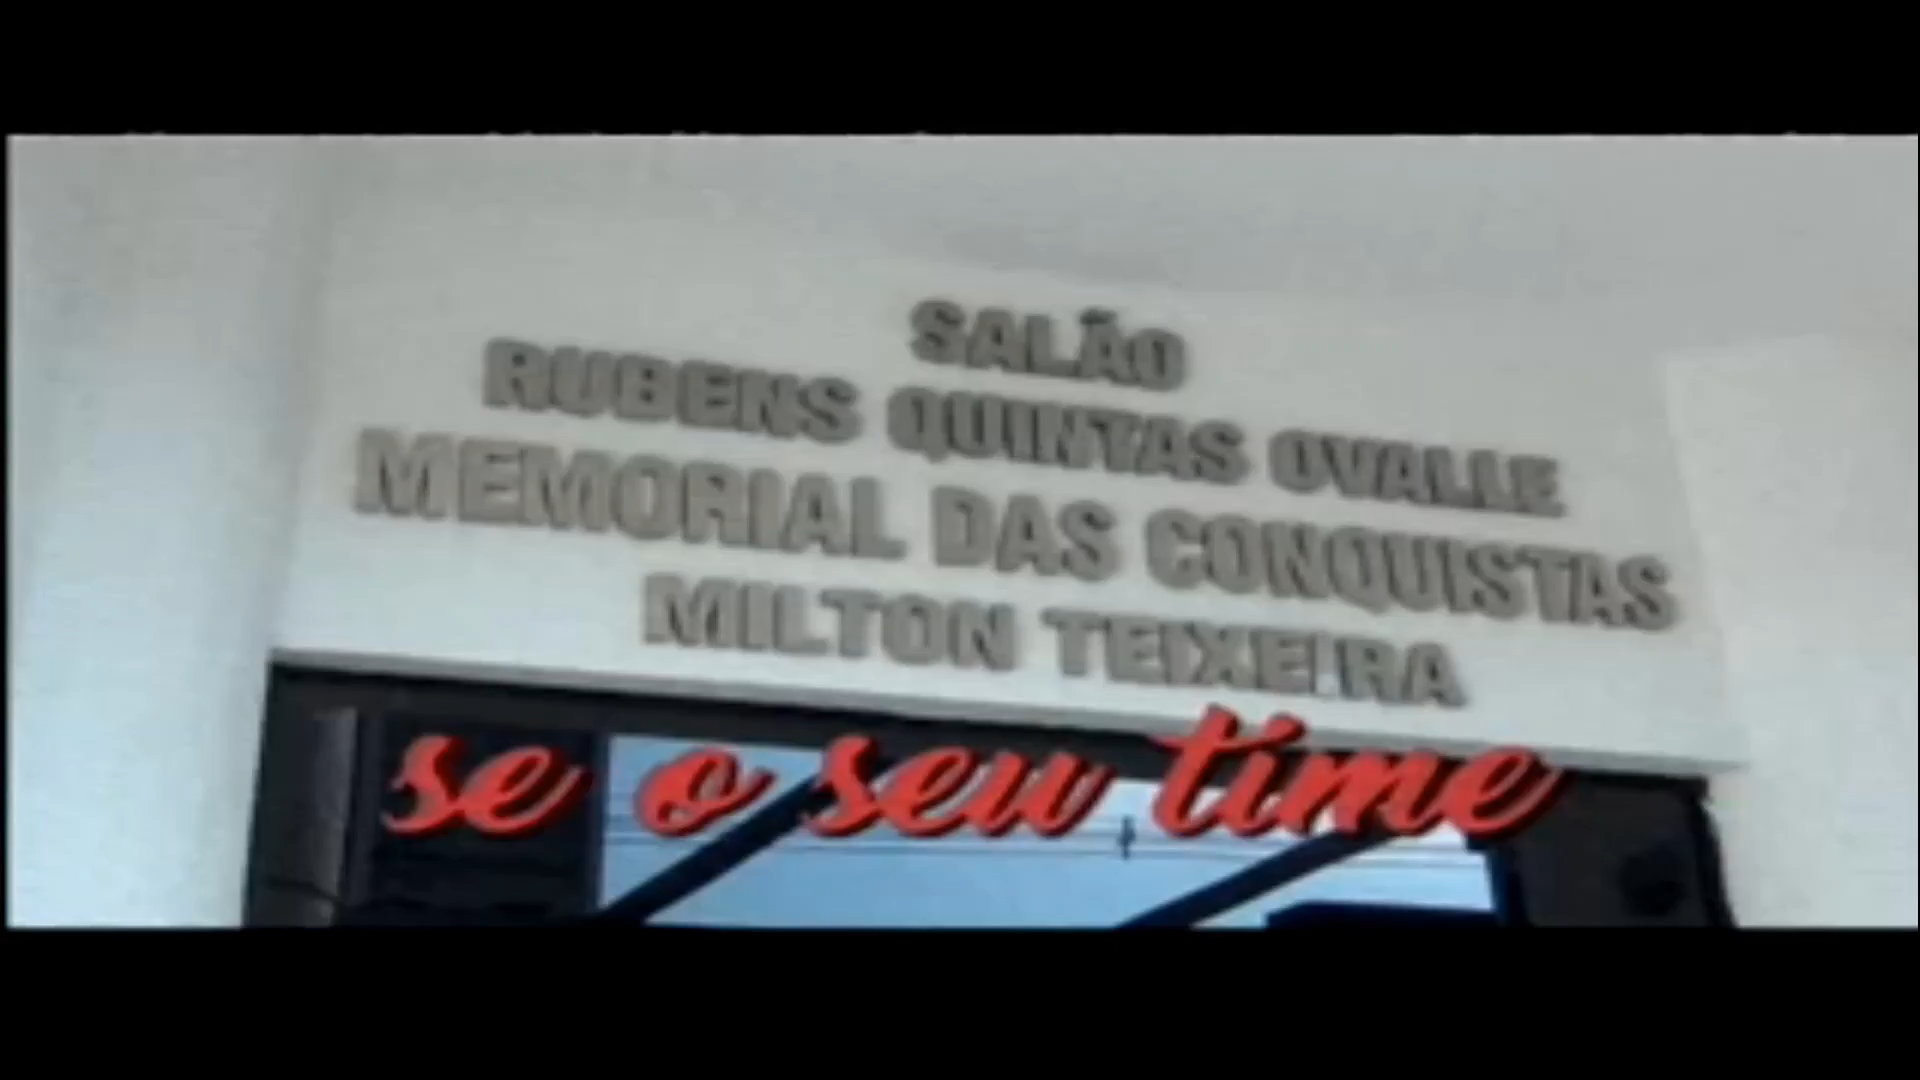 SALÃO
RUBENS QUINTAS OVALLE
MEMORIAL DAS CONQUISTAS
MILTON TEIXEIRA
se o seu time